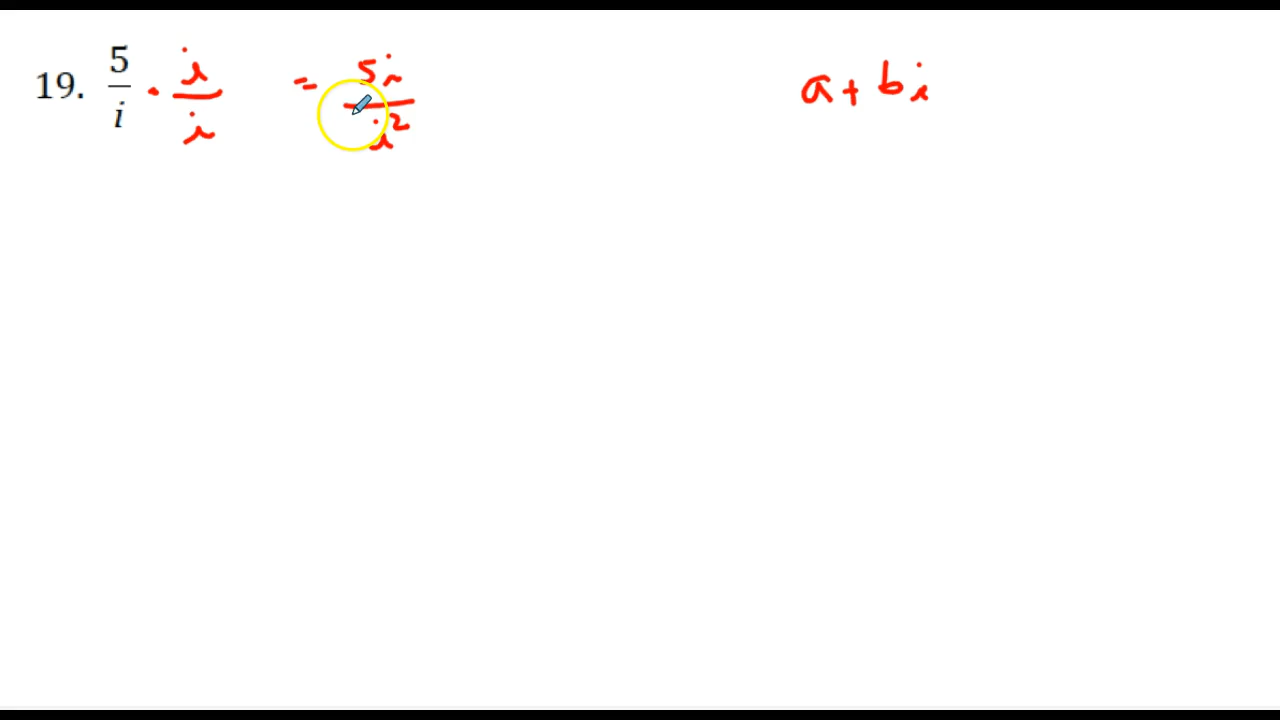 19. 5/i · i/i = 5i/i² a + bi